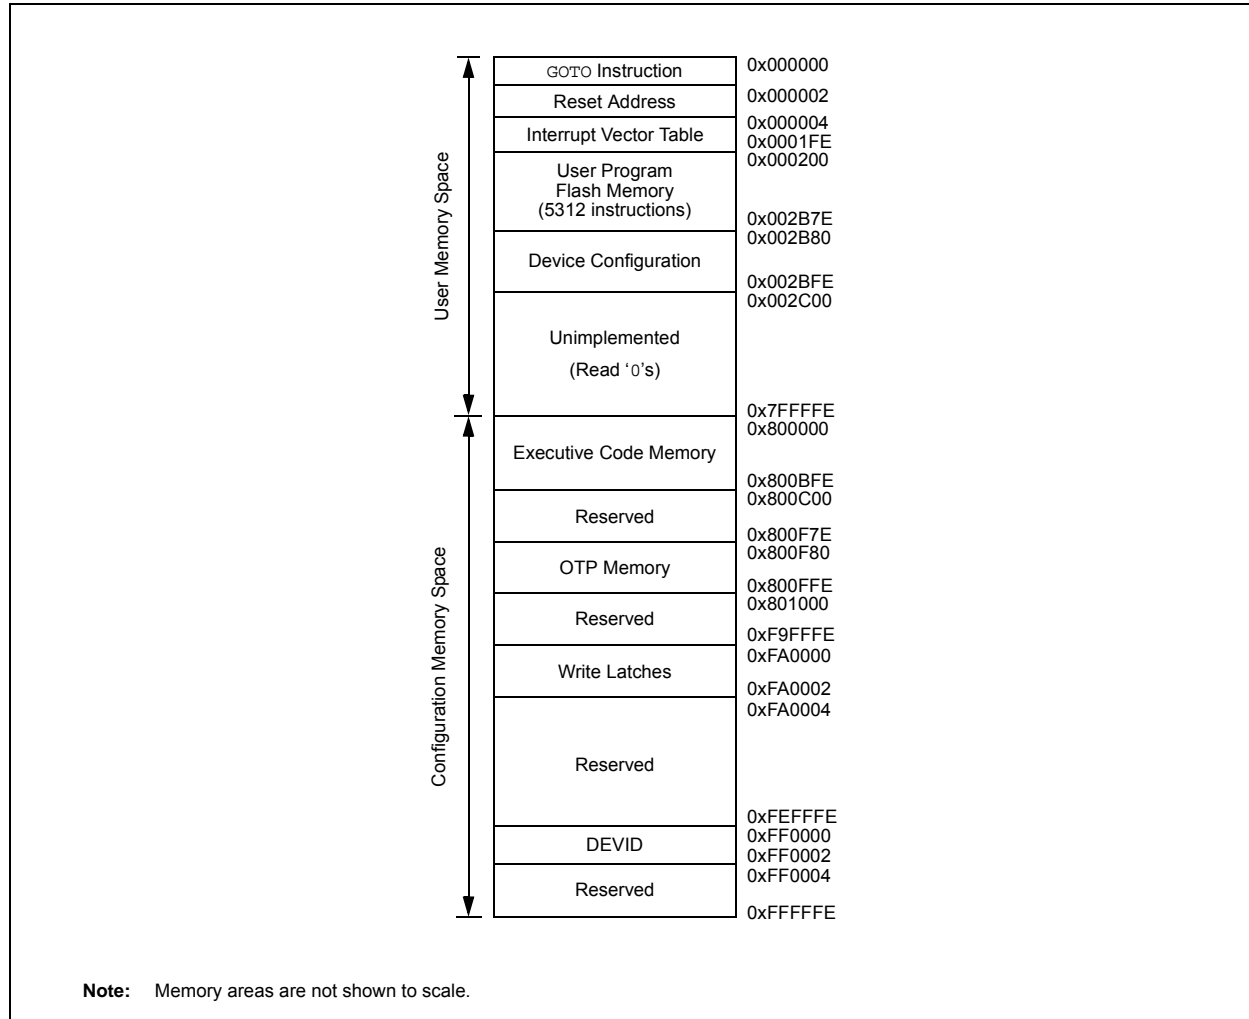 GOTO Instruction 0x000000
Reset Address 0x000002
0x000004
Interrupt Vector Table
0x0001FE
0x000200
User Program
Flash Memory
(5312 instructions)
0x002B7E
0x002B80
Device Configuration
0x002BFE
0x002C00
User Memory Space
Unimplemented
(Read ‘0’s)
0x7FFFFE
0x800000
Executive Code Memory
0x800BFE
0x800C00
Reserved
0x800F7E
0x800F80
OTP Memory
0x800FFE
0x801000
Reserved
0xF9FFFE
0xFA0000
Write Latches
0xFA0002
0xFA0004
Configuration Memory Space
Reserved
0xFEFFFE
0xFF0000
DEVID
0xFF0002
0xFF0004
Reserved
0xFFFFFE
Note: Memory areas are not shown to scale.